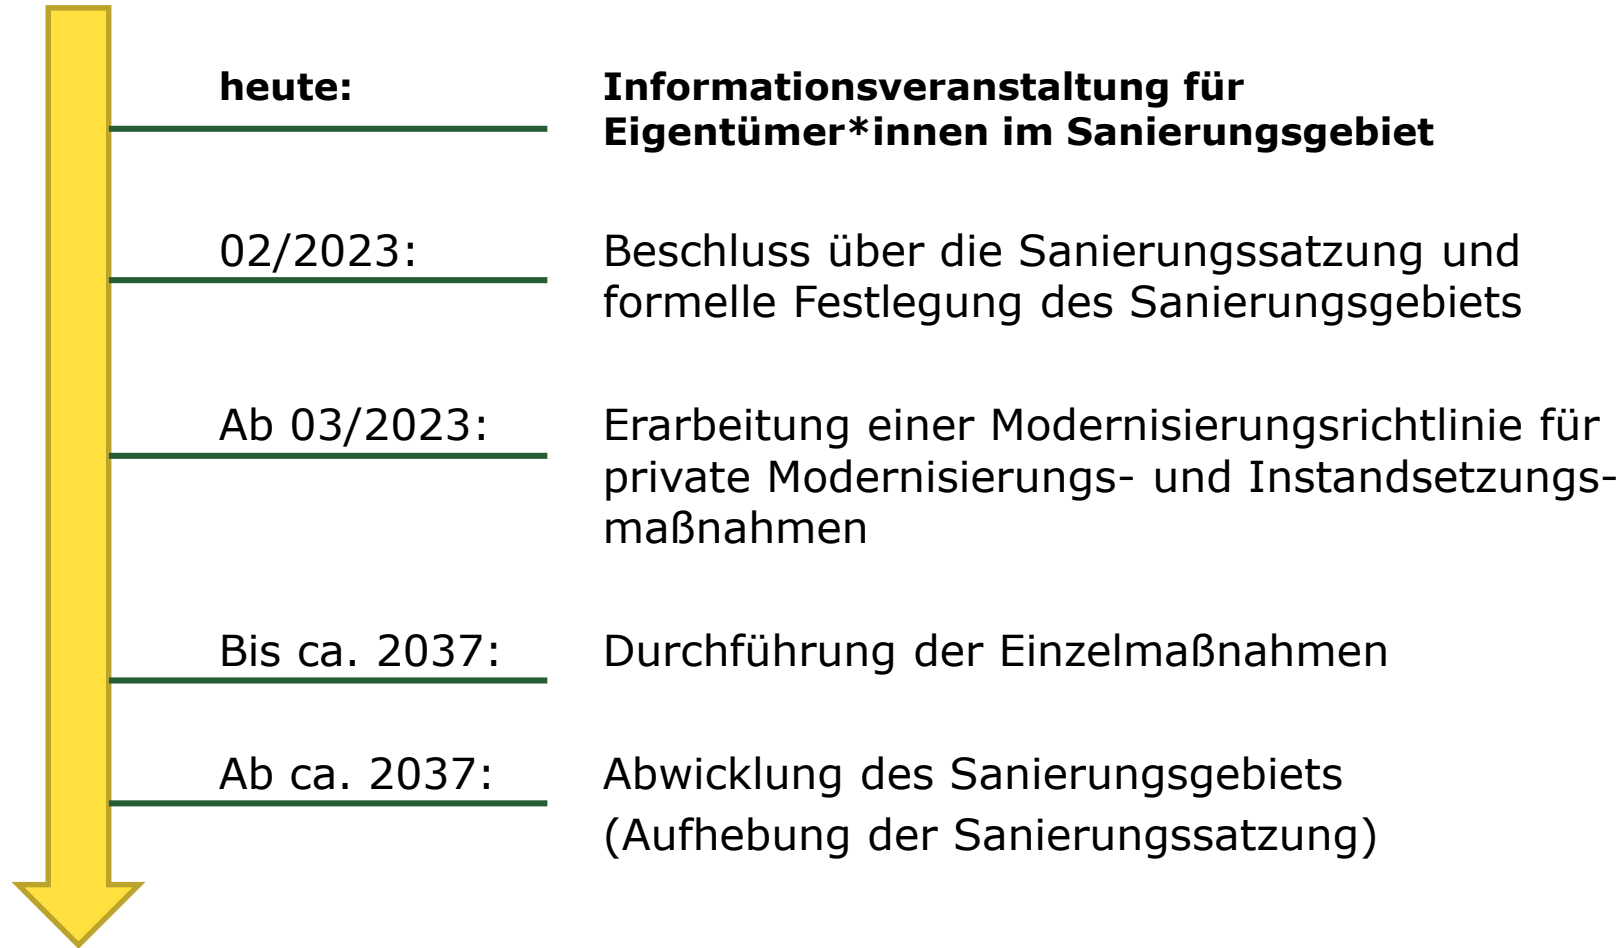 heute: Informationsveranstaltung für
Eigentümer*innen im Sanierungsgebiet
02/2023: Beschluss über die Sanierungssatzung und
formelle Festlegung des Sanierungsgebiets
Ab 03/2023: Erarbeitung einer Modernisierungsrichtlinie für
private Modernisierungs- und Instandsetzungs-
maßnahmen
Bis ca. 2037: Durchführung der Einzelmaßnahmen
Ab ca. 2037: Abwicklung des Sanierungsgebiets
(Aufhebung der Sanierungssatzung)